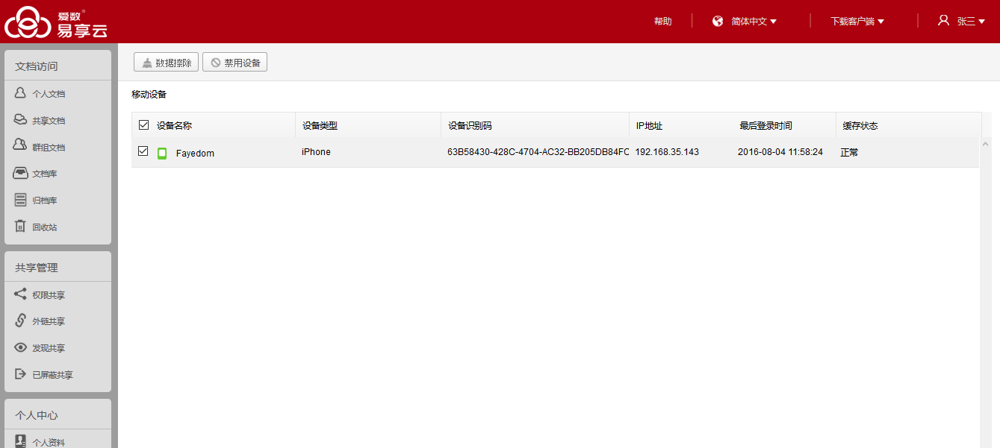 爱数®
易享云
帮助
简体中文
下载客户端
张三
文档访问
个人文档
共享文档
群组文档
文档库
归档库
回收站
共享管理
权限共享
外链共享
发现共享
已屏蔽共享
个人中心
个人资料
数据擦除 禁用设备
移动设备
设备名称 设备类型 设备识别码 IP地址 最后登录时间 缓存状态
Fayedom iPhone 63B58430-428C-4704-AC32-BB205DB84FC 192.168.35.143 2016-08-04 11:58:24 正常